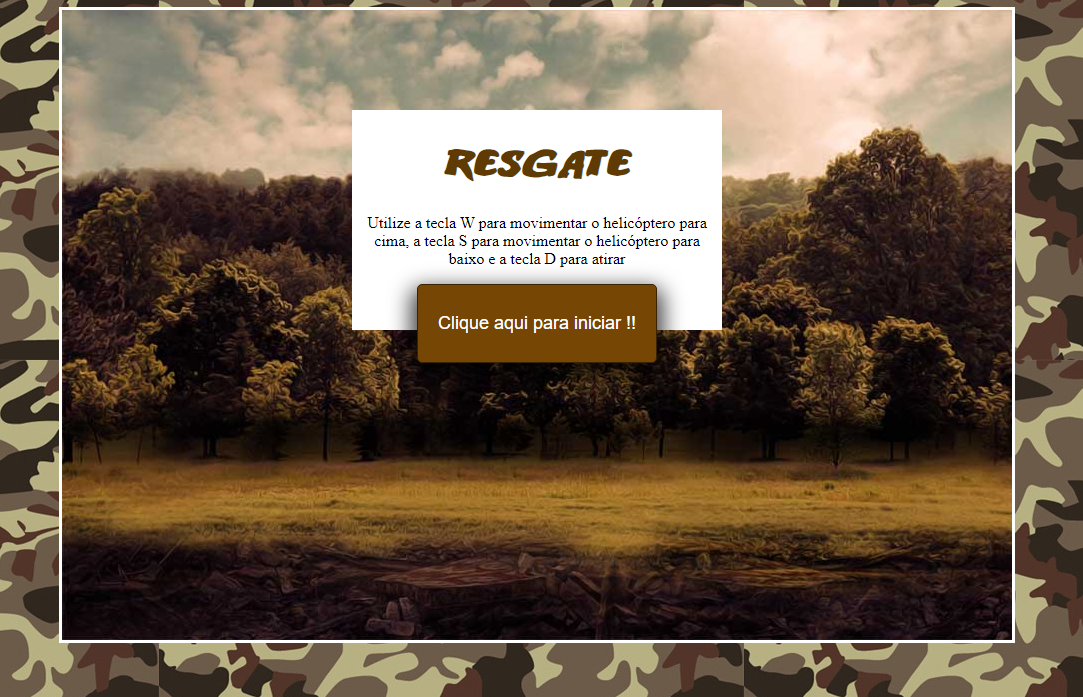 RESGATE
Utilize a tecla W para movimentar o helicóptero para
cima, a tecla S para movimentar o helicóptero para
baixo e a tecla D para atirar
Clique aqui para iniciar !!